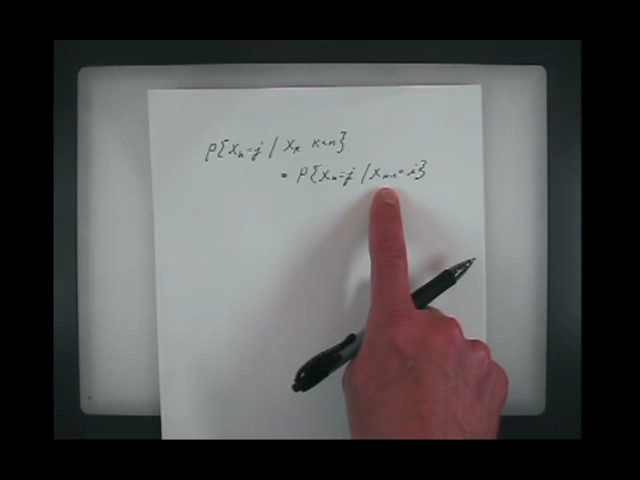 P{Xn=j / Xk k<n}
= P{Xn=j / Xn-1=i}